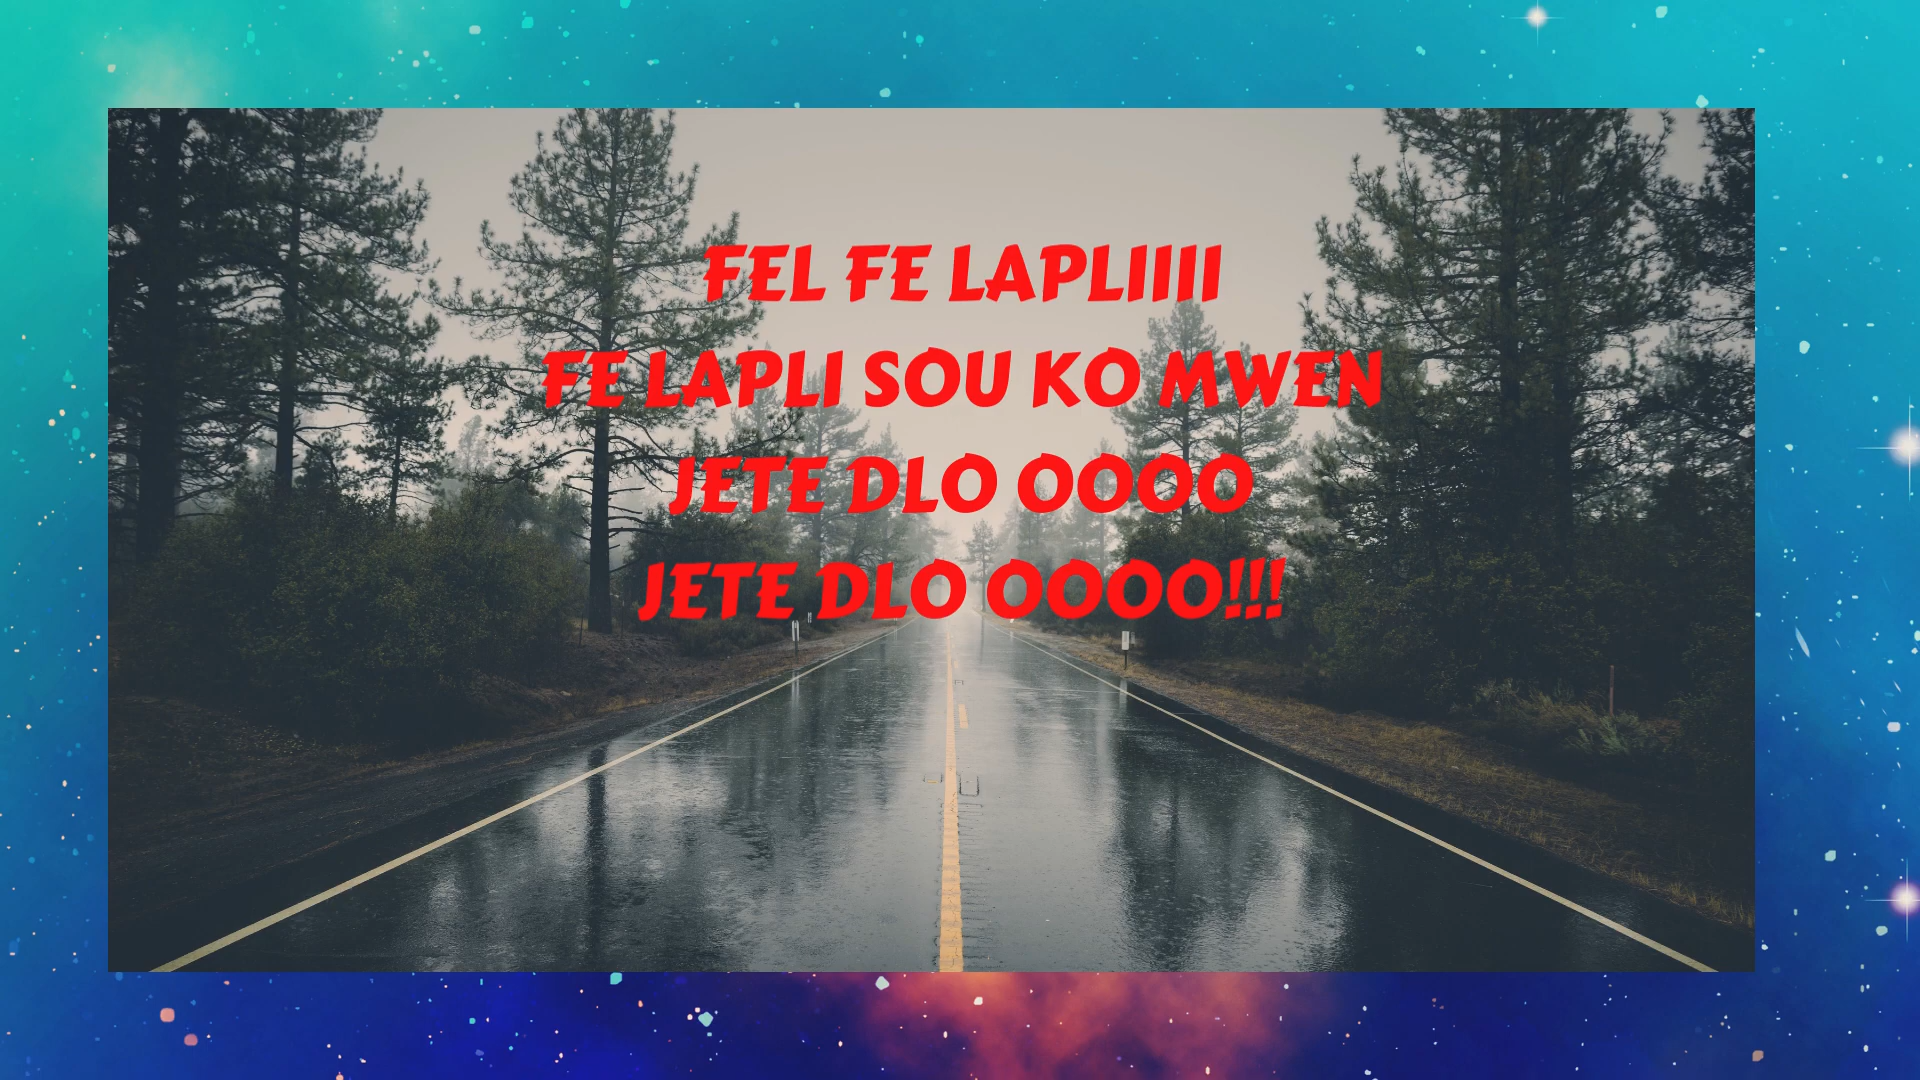 FEL FE LAPLIIII
FE LAPLI SOU KO MWEN
JETE DLO OOOO
JETE DLO OOOO!!!